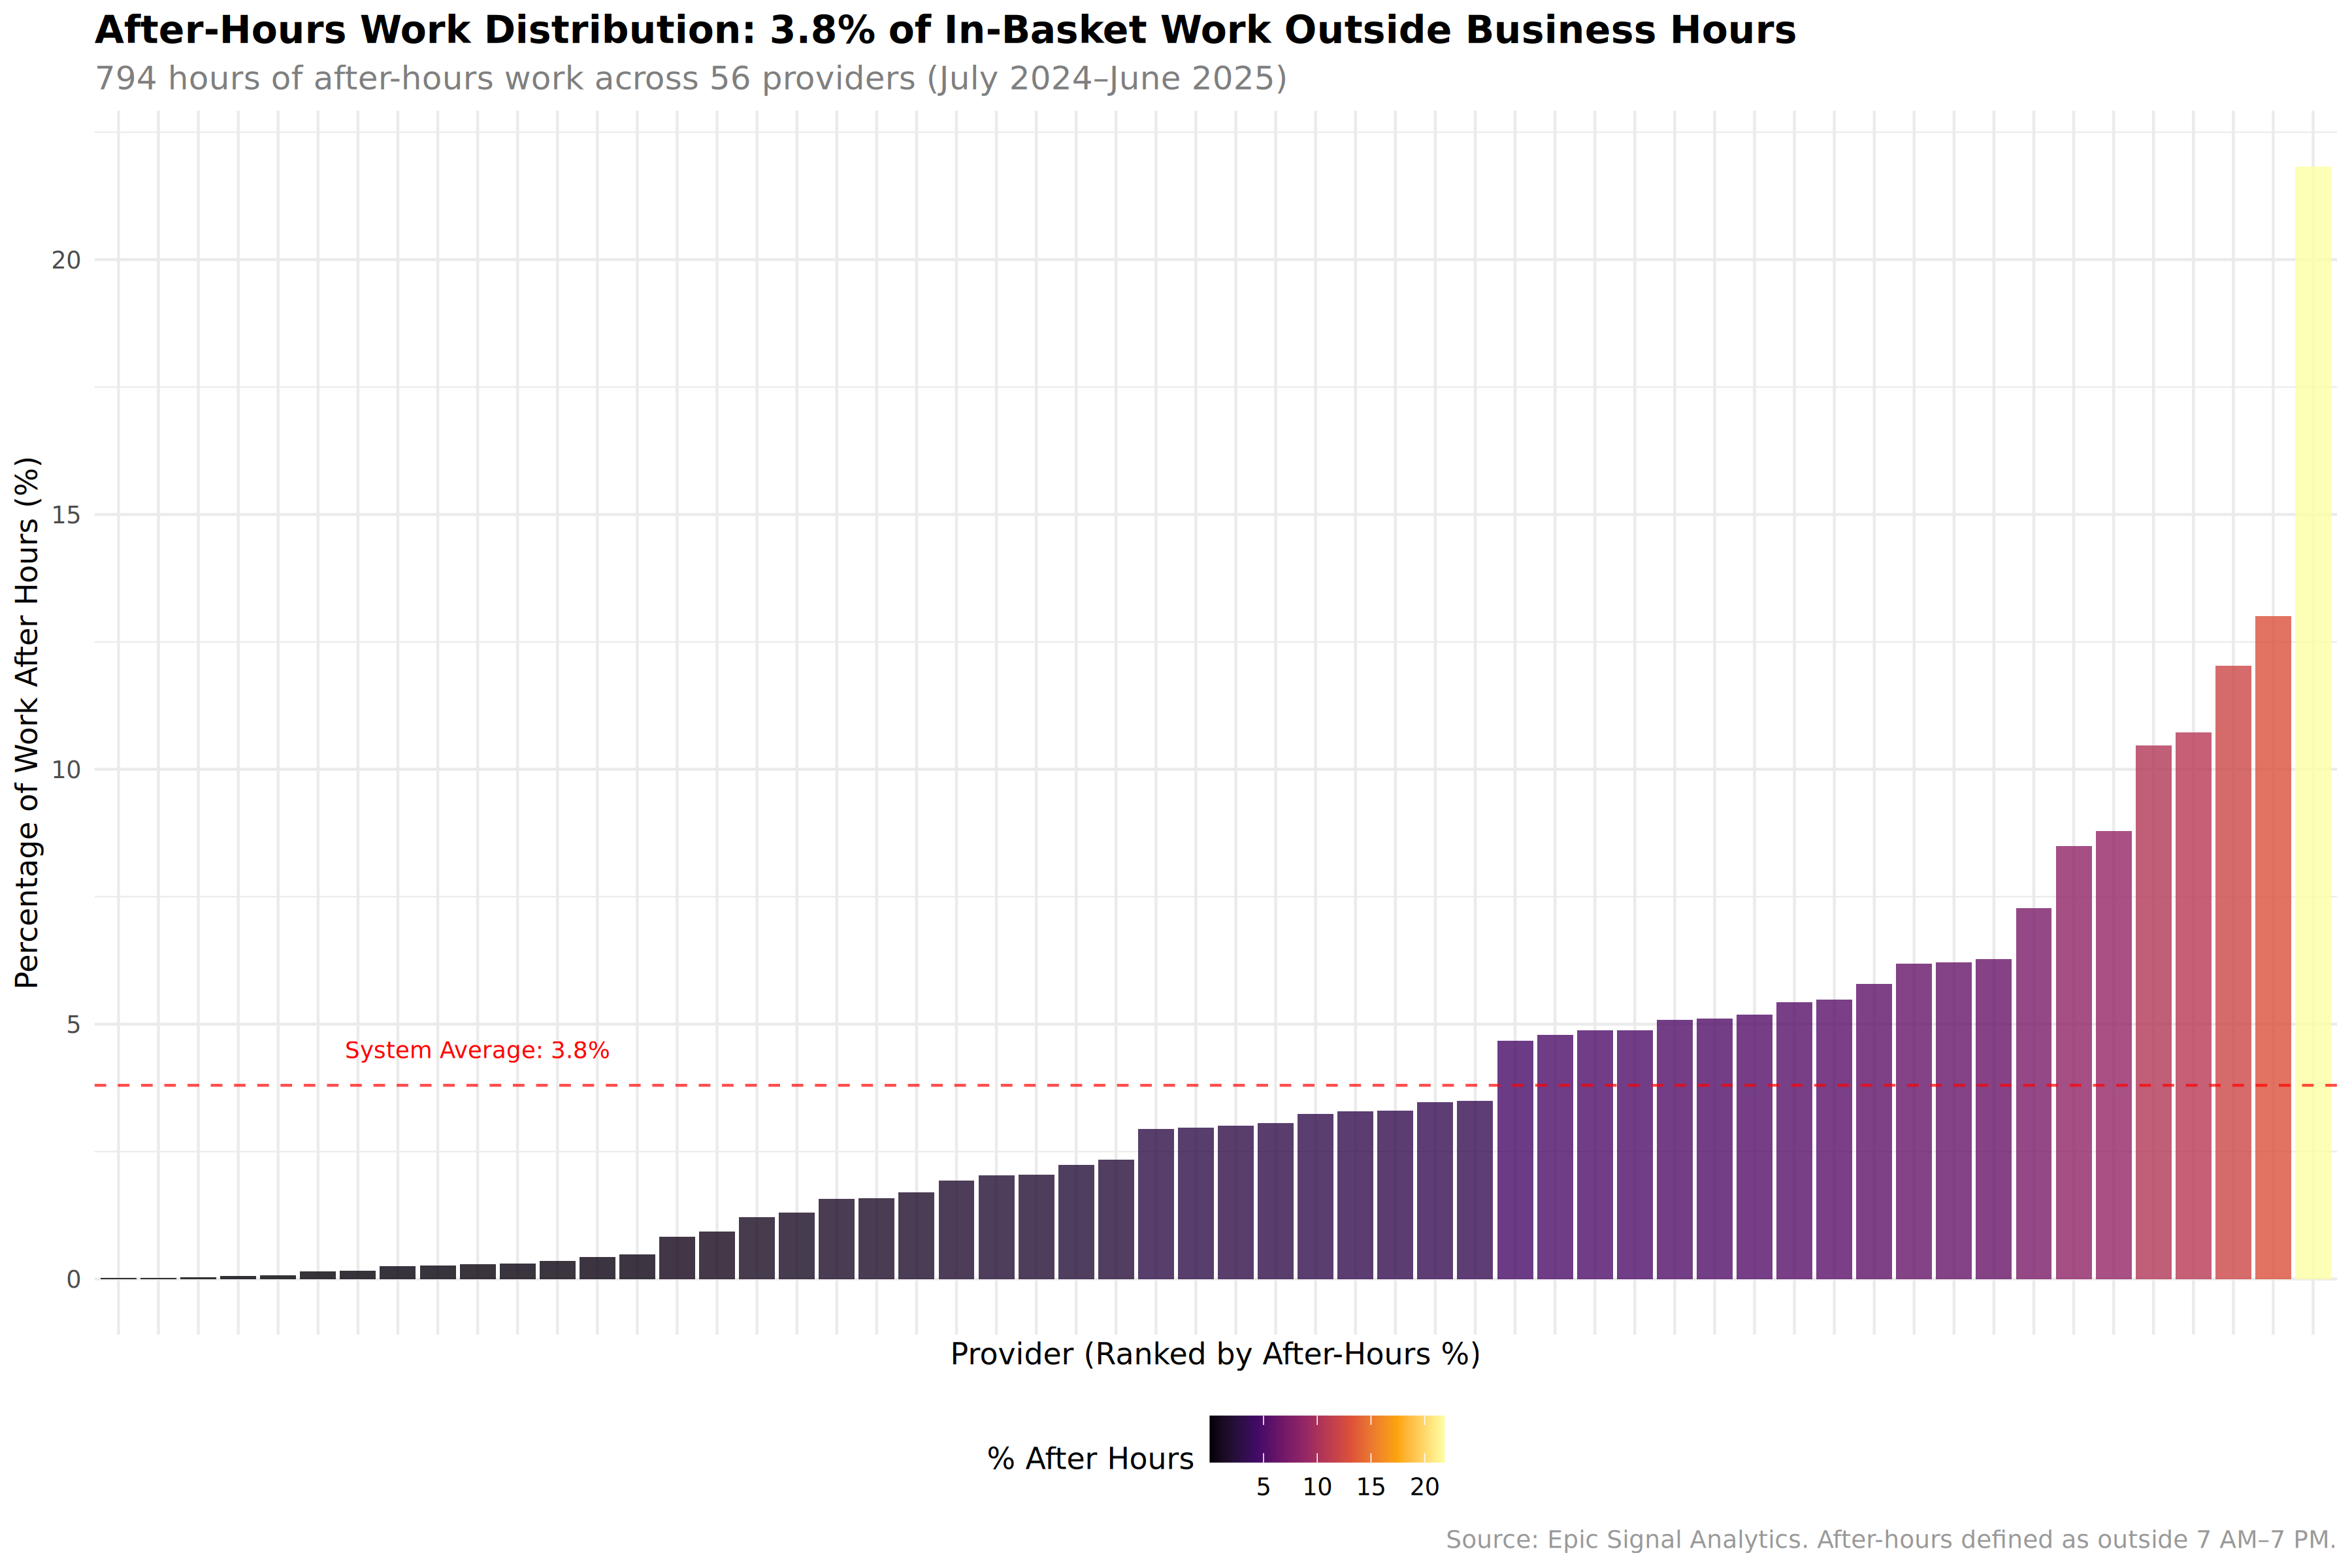 After-Hours Work Distribution: 3.8% of In-Basket Work Outside Business Hours
794 hours of after-hours work across 56 providers (July 2024–June 2025)
Percentage of Work After Hours (%)
20
15
10
5
0
System Average: 3.8%
Provider (Ranked by After-Hours %)
% After Hours
5 10 15 20
Source: Epic Signal Analytics. After-hours defined as outside 7 AM–7 PM.